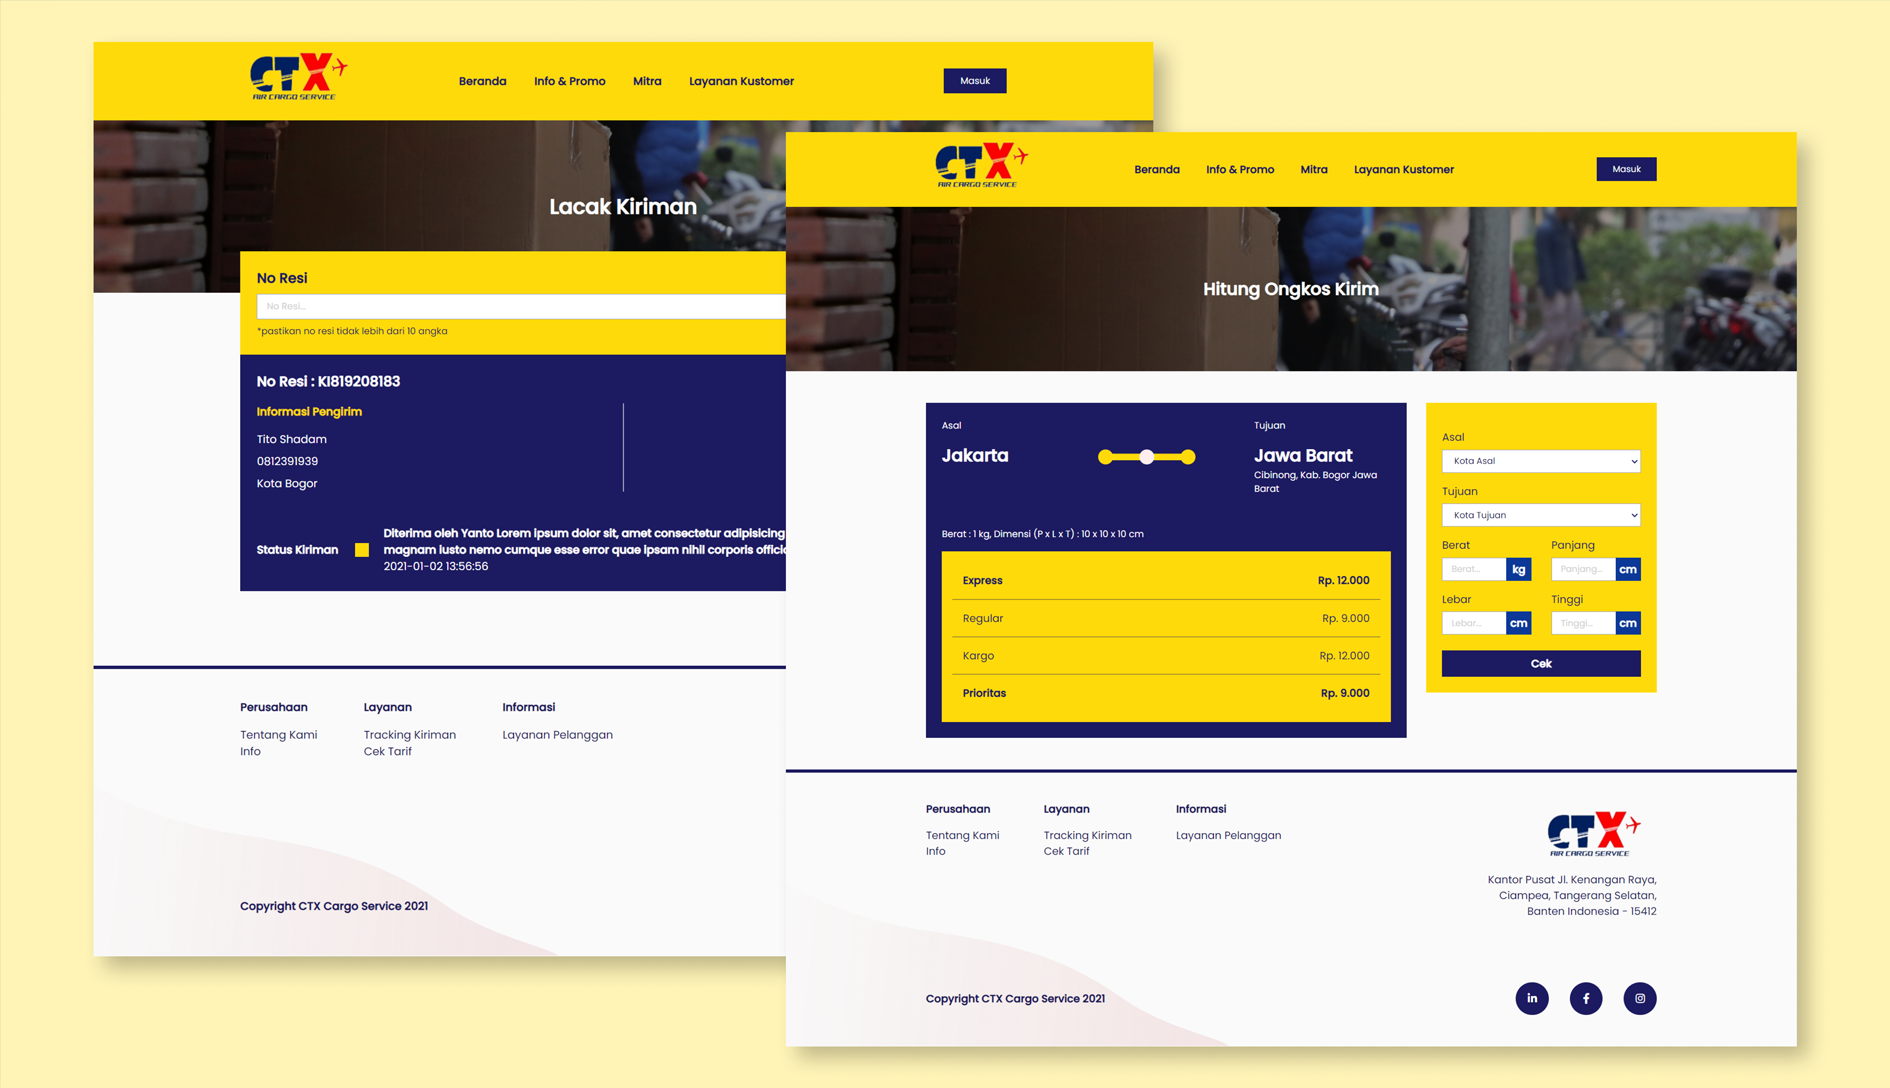 CTX
AIR CARGO SERVICE
Beranda
Info & Promo
Mitra
Layanan Kustomer
Masuk
Lacak Kiriman
No Resi
No Resi...
*pastikan no resi tidak lebih dari 10 angka
No Resi : KI819208183
Informasi Pengirim
Tito Shadam
0812391939
Kota Bogor
Status Kiriman
Diterima oleh Yanto Lorem ipsum dolor sit, amet consectetur adipisicing
magnam iusto nemo cumque esse error quae ipsam nihil corporis offici
2021-01-02 13:56:56
Perusahaan
Tentang Kami
Info
Layanan
Tracking Kiriman
Cek Tarif
Informasi
Layanan Pelanggan
Copyright CTX Cargo Service 2021
CTX
AIR CARGO SERVICE
Beranda
Info & Promo
Mitra
Layanan Kustomer
Masuk
Hitung Ongkos Kirim
Asal
Jakarta
Tujuan
Jawa Barat
Cibinong, Kab. Bogor Jawa
Barat
Berat : 1 kg, Dimensi (P x L x T) : 10 x 10 x 10 cm
Express Rp. 12.000
Regular Rp. 9.000
Kargo Rp. 12.000
Prioritas Rp. 9.000
Asal
Kota Asal
Tujuan
Kota Tujuan
Berat
Berat... kg
Panjang
Panjang... cm
Lebar
Lebar... cm
Tinggi
Tinggi... cm
Cek
Perusahaan
Tentang Kami
Info
Layanan
Tracking Kiriman
Cek Tarif
Informasi
Layanan Pelanggan
CTX
AIR CARGO SERVICE
Kantor Pusat Jl. Kenangan Raya,
Ciampea, Tangerang Selatan,
Banten Indonesia - 15412
Copyright CTX Cargo Service 2021
in
f